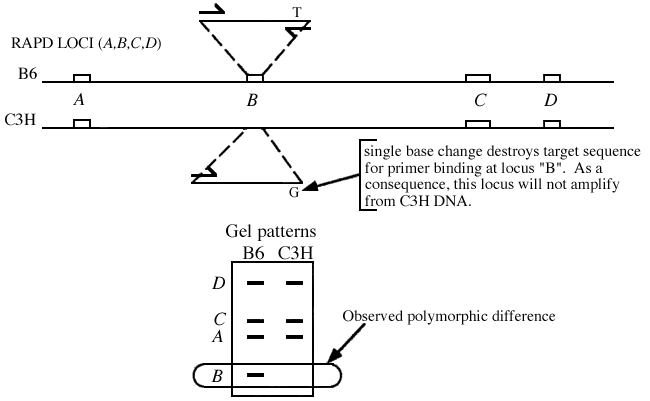 T
RAPD LOCI (A,B,C,D)
B6
A B C D
C3H
single base change destroys target sequence
for primer binding at locus "B". As a
consequence, this locus will not amplify
from C3H DNA.
G
Gel patterns
B6 C3H
D
C
A
B
Observed polymorphic difference